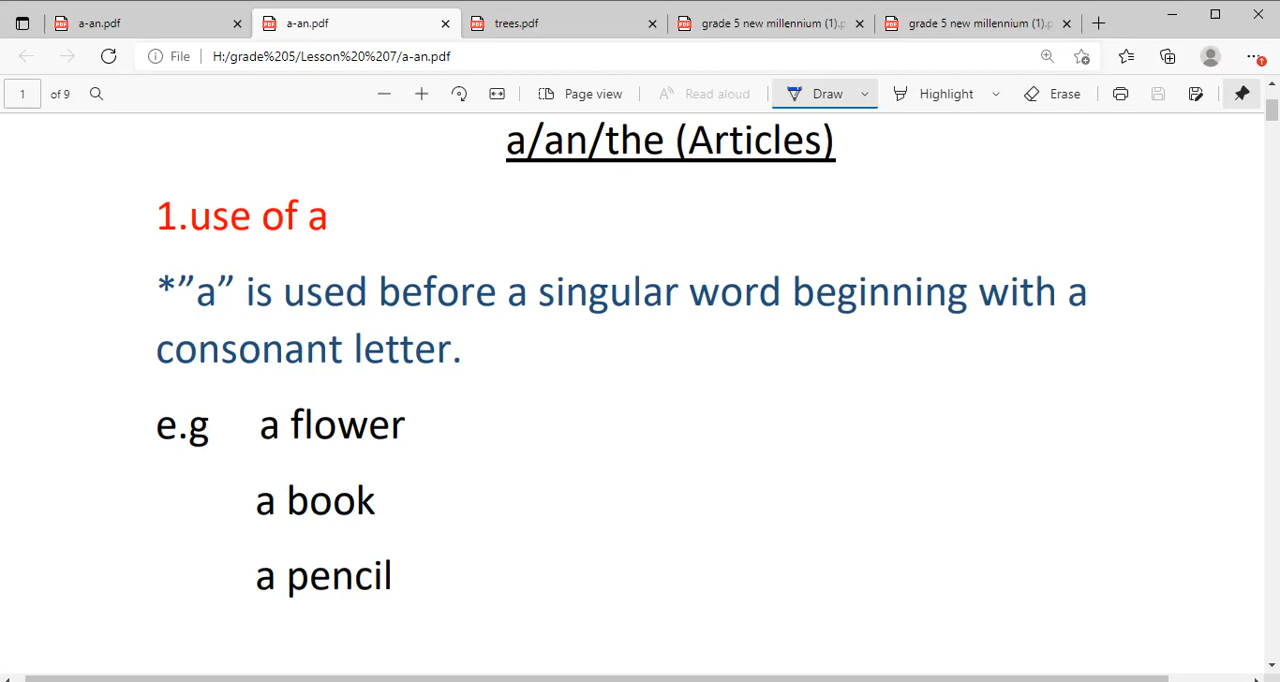 a-an.pdf
a-an.pdf
trees.pdf
grade 5 new millennium (1).p
grade 5 new millennium (1).p
File
H:/grade%205/Lesson%20%207/a-an.pdf
1 of 9
Page view
Read aloud
Draw
Highlight
Erase
a/an/the (Articles)
1.use of a
*”a” is used before a singular word beginning with a
consonant letter.
e.g a flower
a book
a pencil